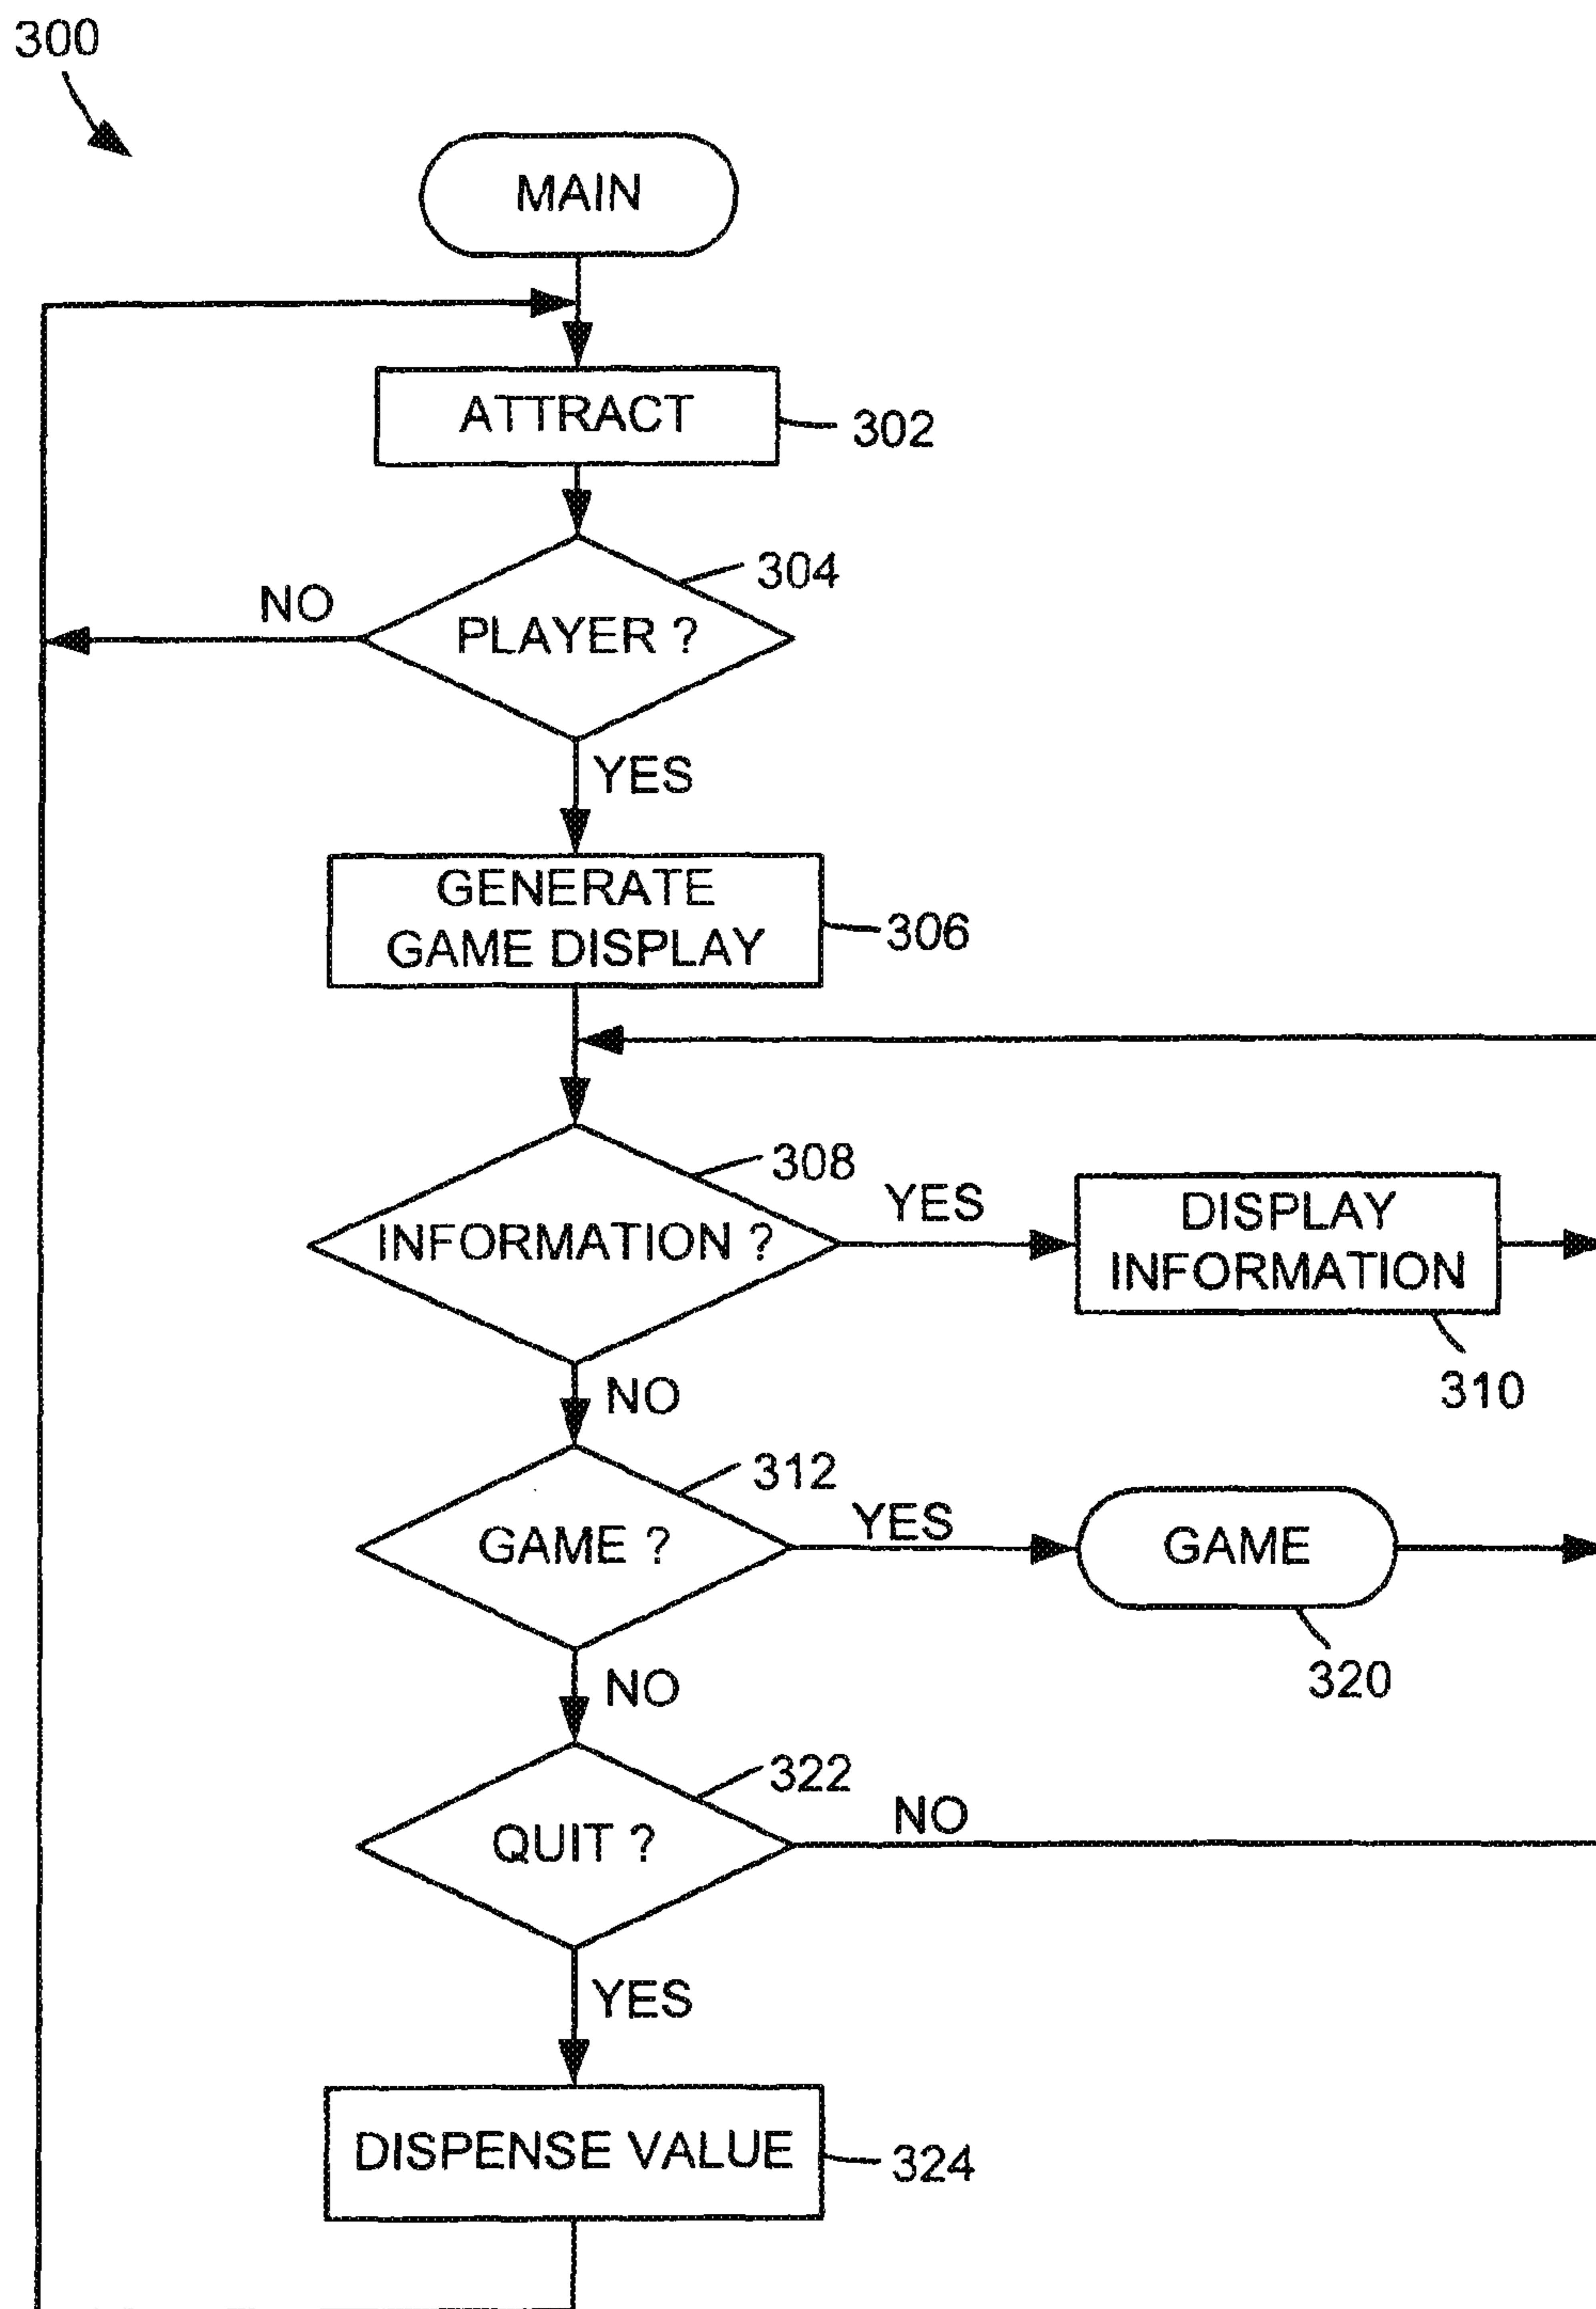 300
MAIN
ATTRACT
302
304
NO
PLAYER ?
YES
GENERATE
GAME DISPLAY
306
308
INFORMATION ?
YES
DISPLAY
INFORMATION
310
NO
312
GAME ?
YES
GAME
320
NO
322
QUIT ?
NO
YES
DISPENSE VALUE
324